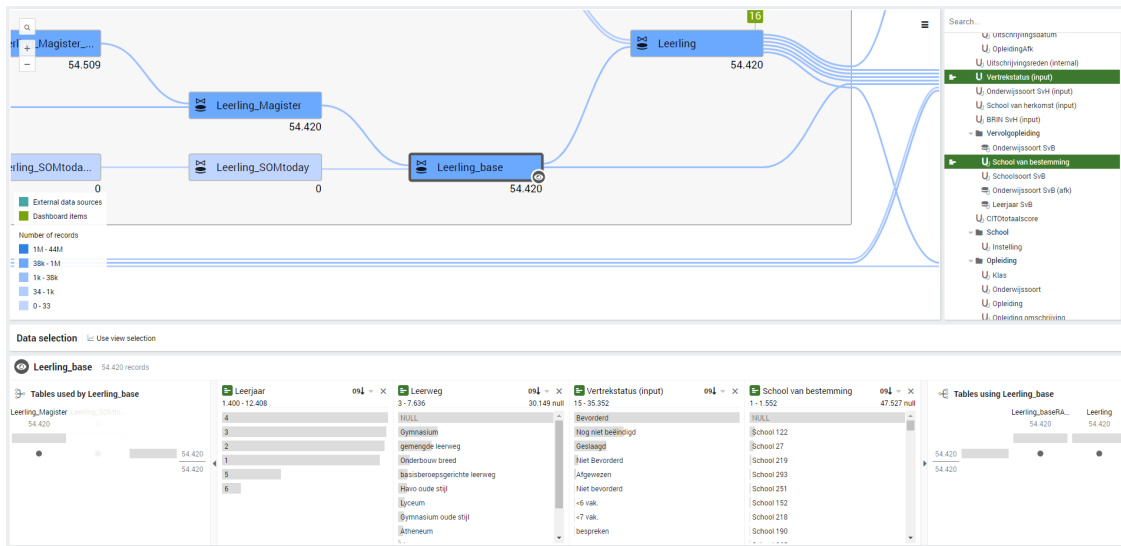 16
Leerling
54.420
erl
_Magister_...
54.509
Leerling_Magister
54.420
erling_SOMtoda...
0
Leerling_SOMtoday
0
Leerling_base
54.420
External data sources
Dashboard items
Number of records
1M - 44M
38k - 1M
1k - 38k
34 - 1k
0 - 33
Search...
Uitschrijvingsdatum
OpleidingAfk
Uitschrijvingsreden (internal)
Vertrekstatus (input)
Onderwijssoort SvH (input)
School van herkomst (input)
BRIN SvH (input)
Vervolgopleiding
Onderwijssoort SvB
School van bestemming
Schoolsoort SvB
Onderwijssoort SvB (afk)
Leerjaar SvB
CITOtotaalscore
School
Instelling
Opleiding
Klas
Onderwijssoort
Opleiding
Opleiding omschrijving
Data selection
Use view selection
Leerling_base 54.420 records
Tables used by Leerling_base
Leerling_Magister
54.420
54.420
54.420
Leerjaar
1.400 - 12.408
4
3
2
1
5
6
Leerweg
3 - 7.636 30.149 null
NULL
Gymnasium
gemengde leerweg
Onderbouw breed
basisberoepsgerichte leerweg
Havo oude stijl
Lyceum
Gymnasium oude stijl
Atheneum
Vertrekstatus (input)
15 - 35.352
Bevorderd
Nog niet beëindigd
Geslaagd
Niet Bevorderd
Afgewezen
Niet bevorderd
<6 vak.
<7 vak.
bespreken
School van bestemming
1 - 1.552 47.527 null
NULL
School 122
School 27
School 219
School 293
School 251
School 152
School 218
School 190
Tables using Leerling_base
Leerling_baseRA... Leerling
54.420 54.420
54.420
54.420